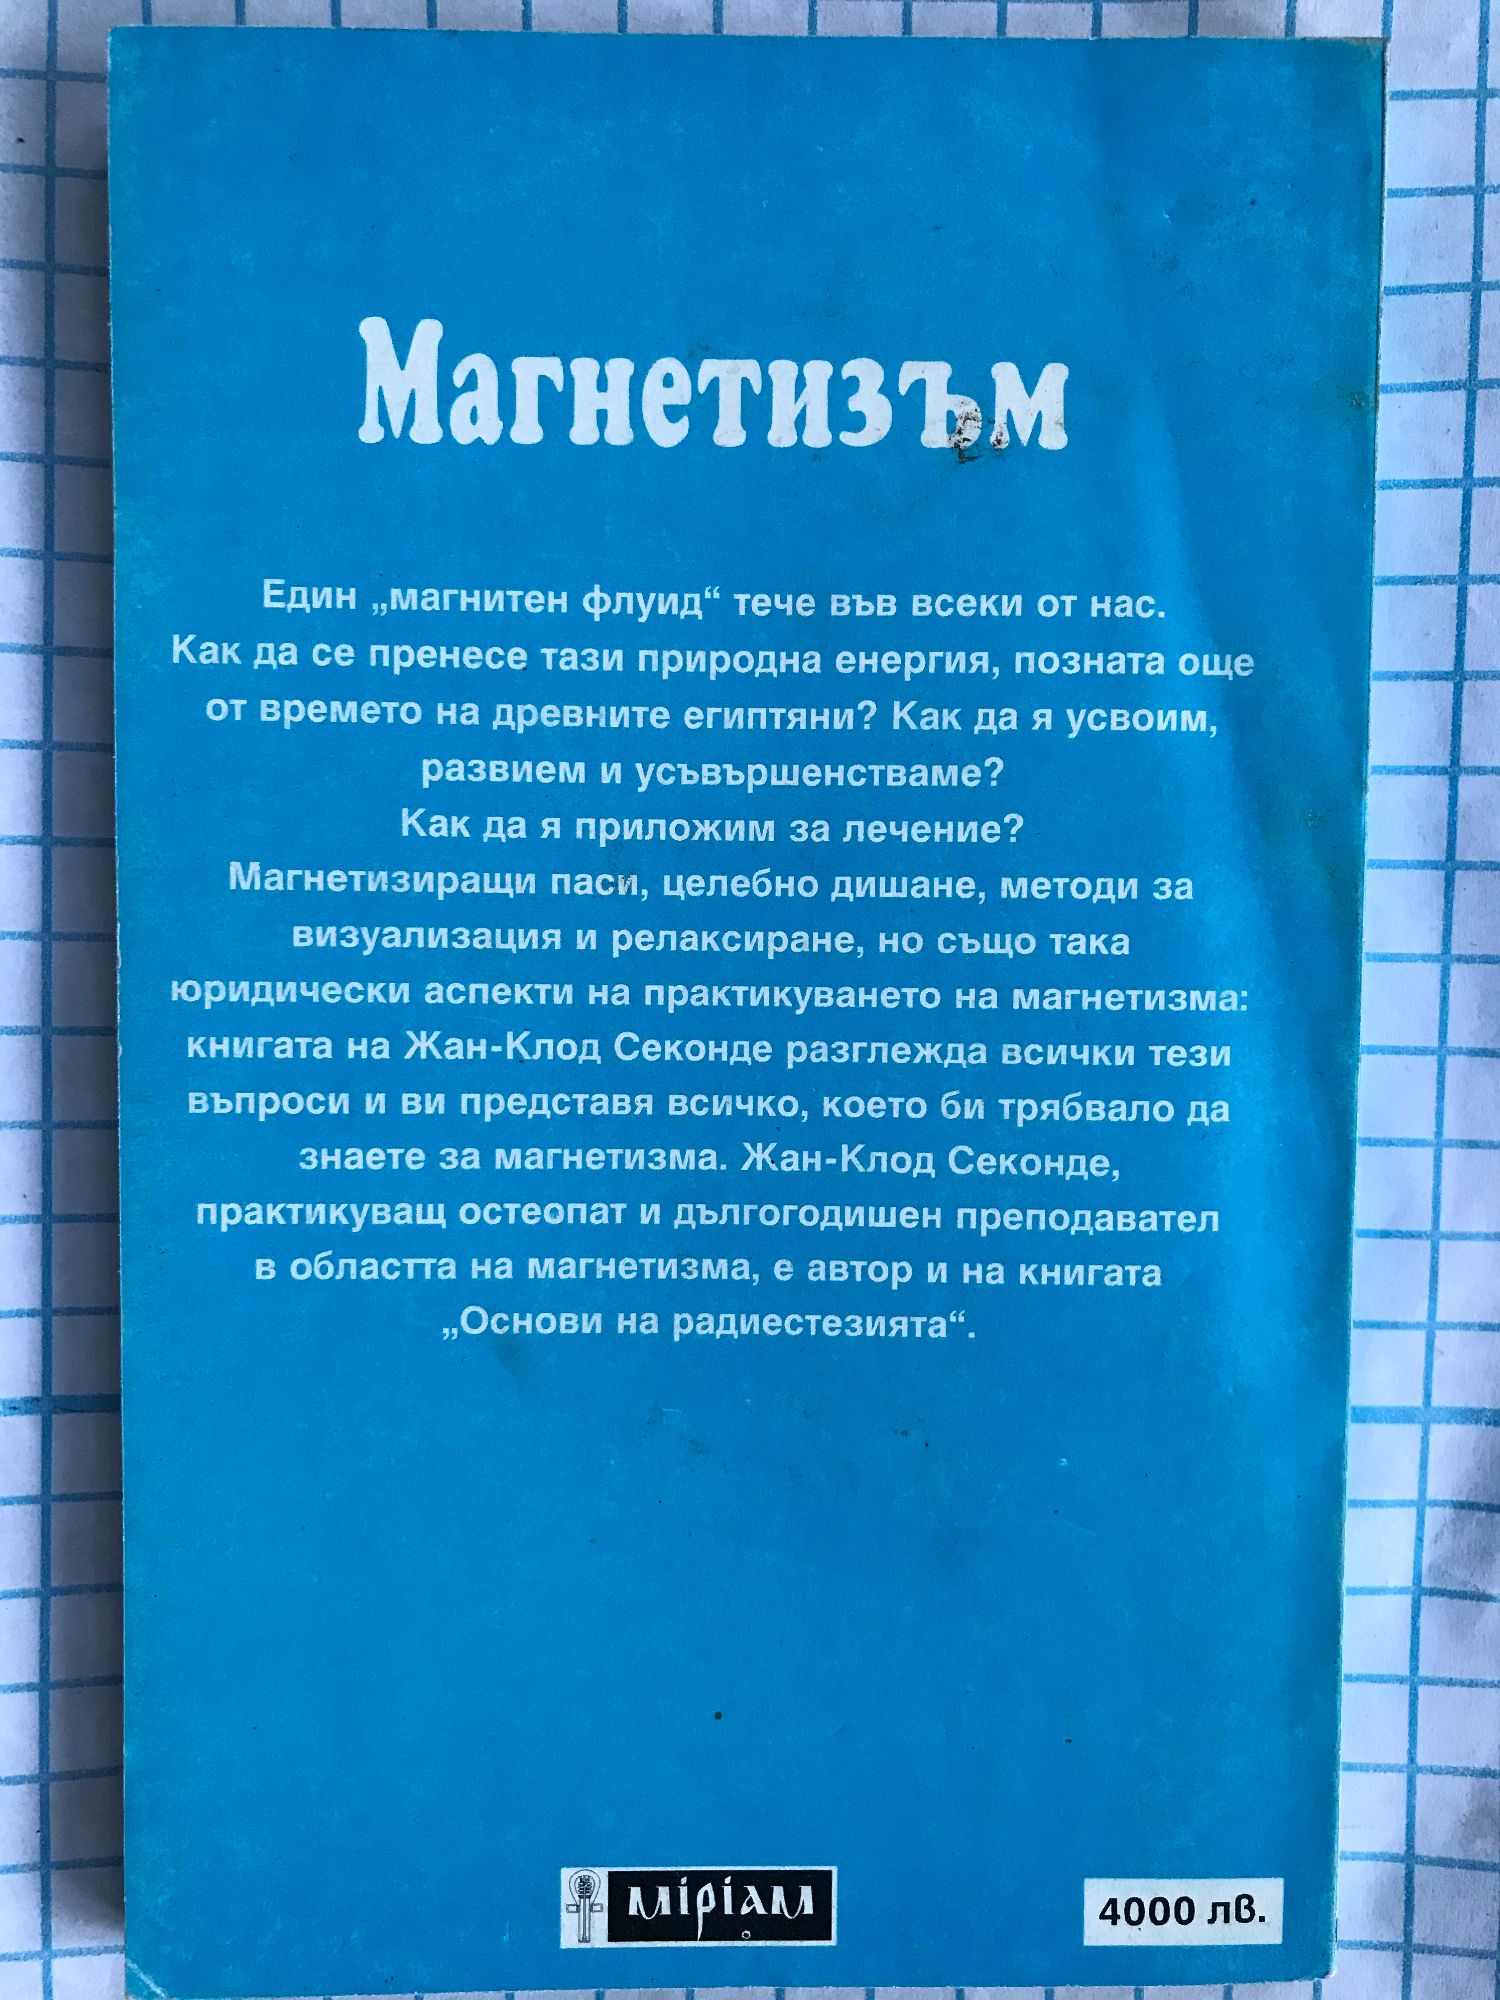 Магнетизъм
Един „магнитен флуид“ тече във всеки от нас.
Как да се пренесе тази природна енергия, позната още
от времето на древните египтяни? Как да я усвоим,
развием и усъвършенстваме?
Как да я приложим за лечение?
Магнетизиращи паси, целебно дишане, методи за
визуализация и релаксиране, но също така
юридически аспекти на практикуването на магнетизма:
книгата на Жан-Клод Секонде разглежда всички тези
въпроси и ви представя всичко, което би трябвало да
знаете за магнетизма. Жан-Клод Секонде,
практикуващ остеопат и дългогодишен преподавател
в областта на магнетизма, е автор и на книгата
„Основи на радиестезията“.
міріам
4000 лв.